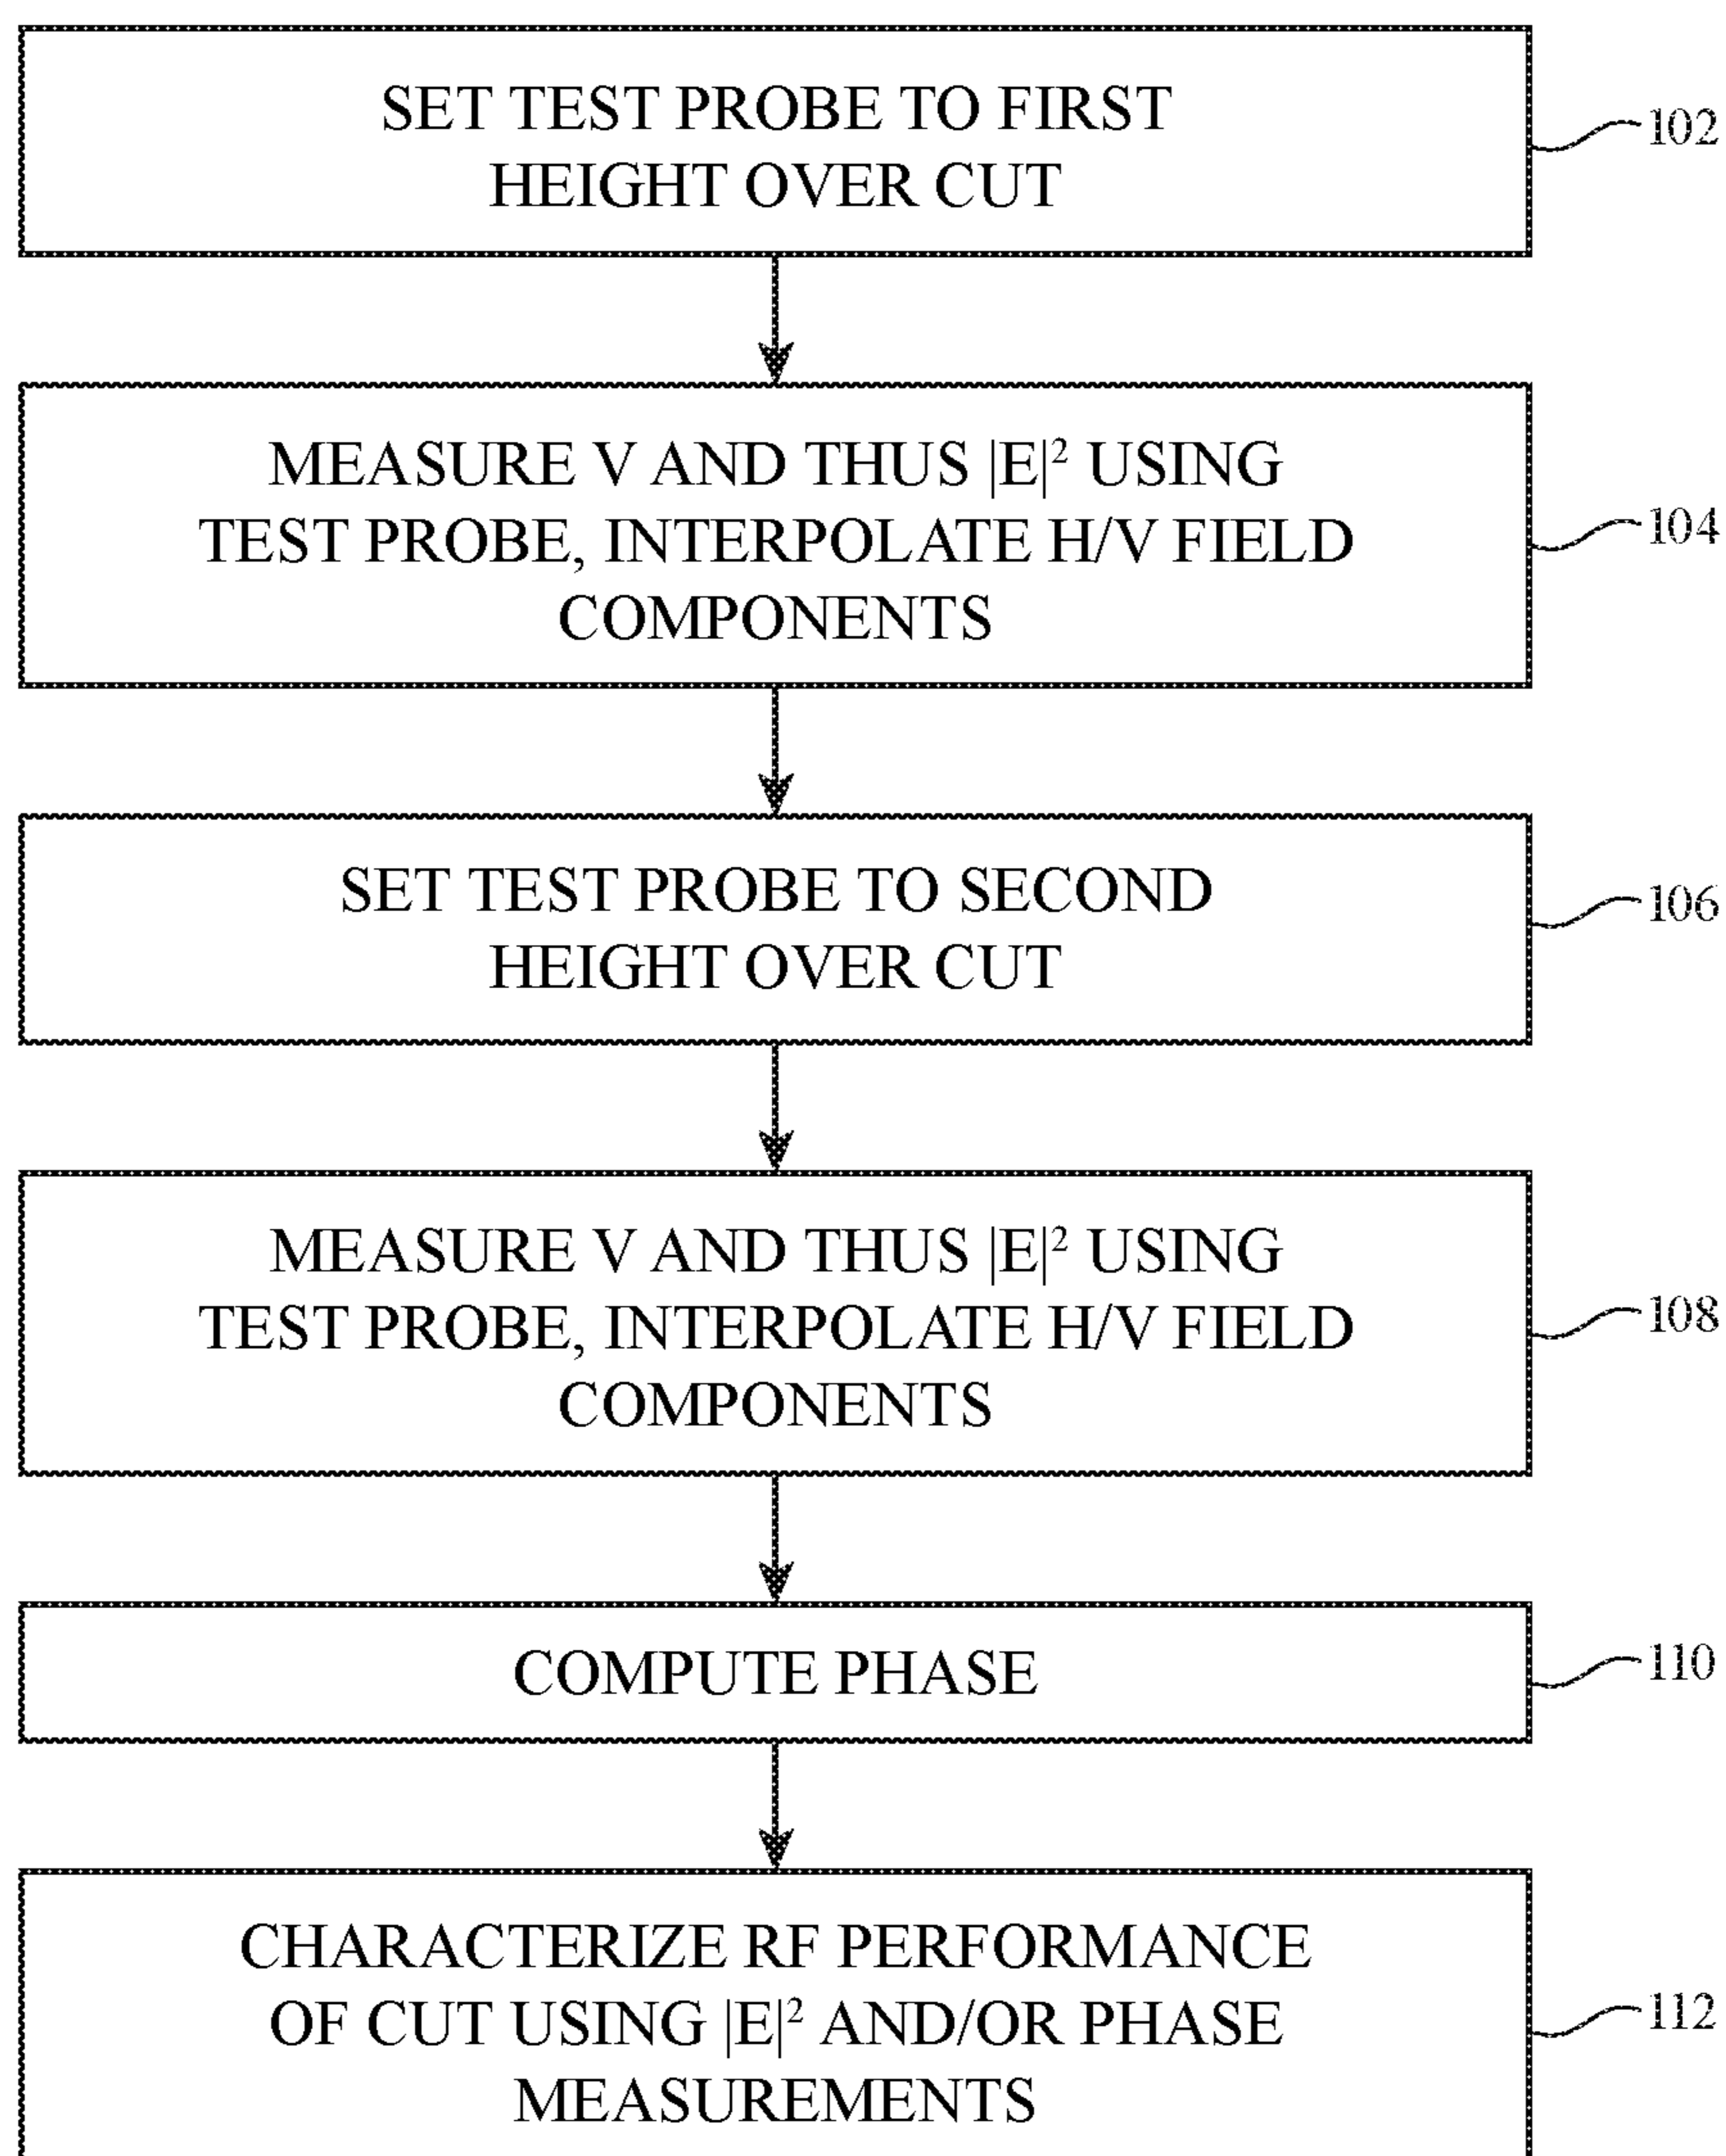 SET TEST PROBE TO FIRST
HEIGHT OVER CUT
102
MEASURE V AND THUS |E|² USING
TEST PROBE, INTERPOLATE H/V FIELD
COMPONENTS
104
SET TEST PROBE TO SECOND
HEIGHT OVER CUT
106
MEASURE V AND THUS |E|² USING
TEST PROBE, INTERPOLATE H/V FIELD
COMPONENTS
108
COMPUTE PHASE
110
CHARACTERIZE RF PERFORMANCE
OF CUT USING |E|² AND/OR PHASE
MEASUREMENTS
112